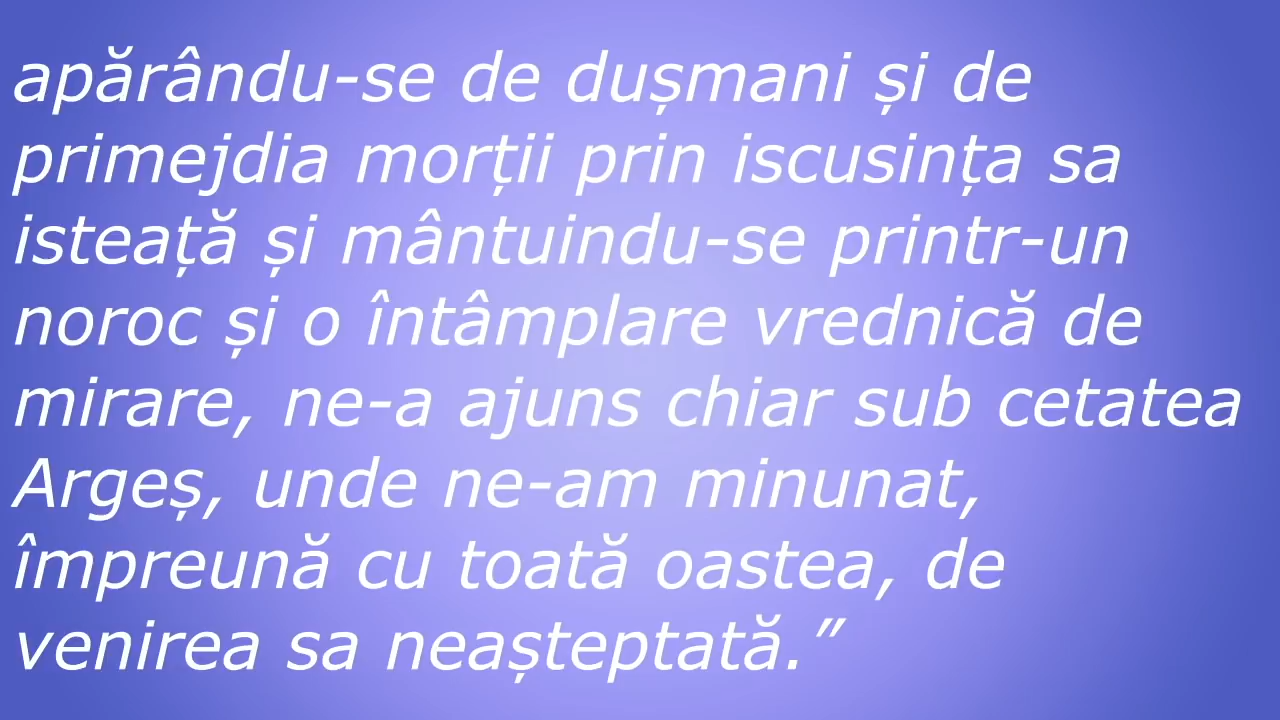 apărându-se de dușmani și de
primejdia morții prin iscusința sa
isteață și mântuindu-se printr-un
noroc și o întâmplare vrednică de
mirare, ne-a ajuns chiar sub cetatea
Argeș, unde ne-am minunat,
împreună cu toată oastea, de
venirea sa neașteptată.”